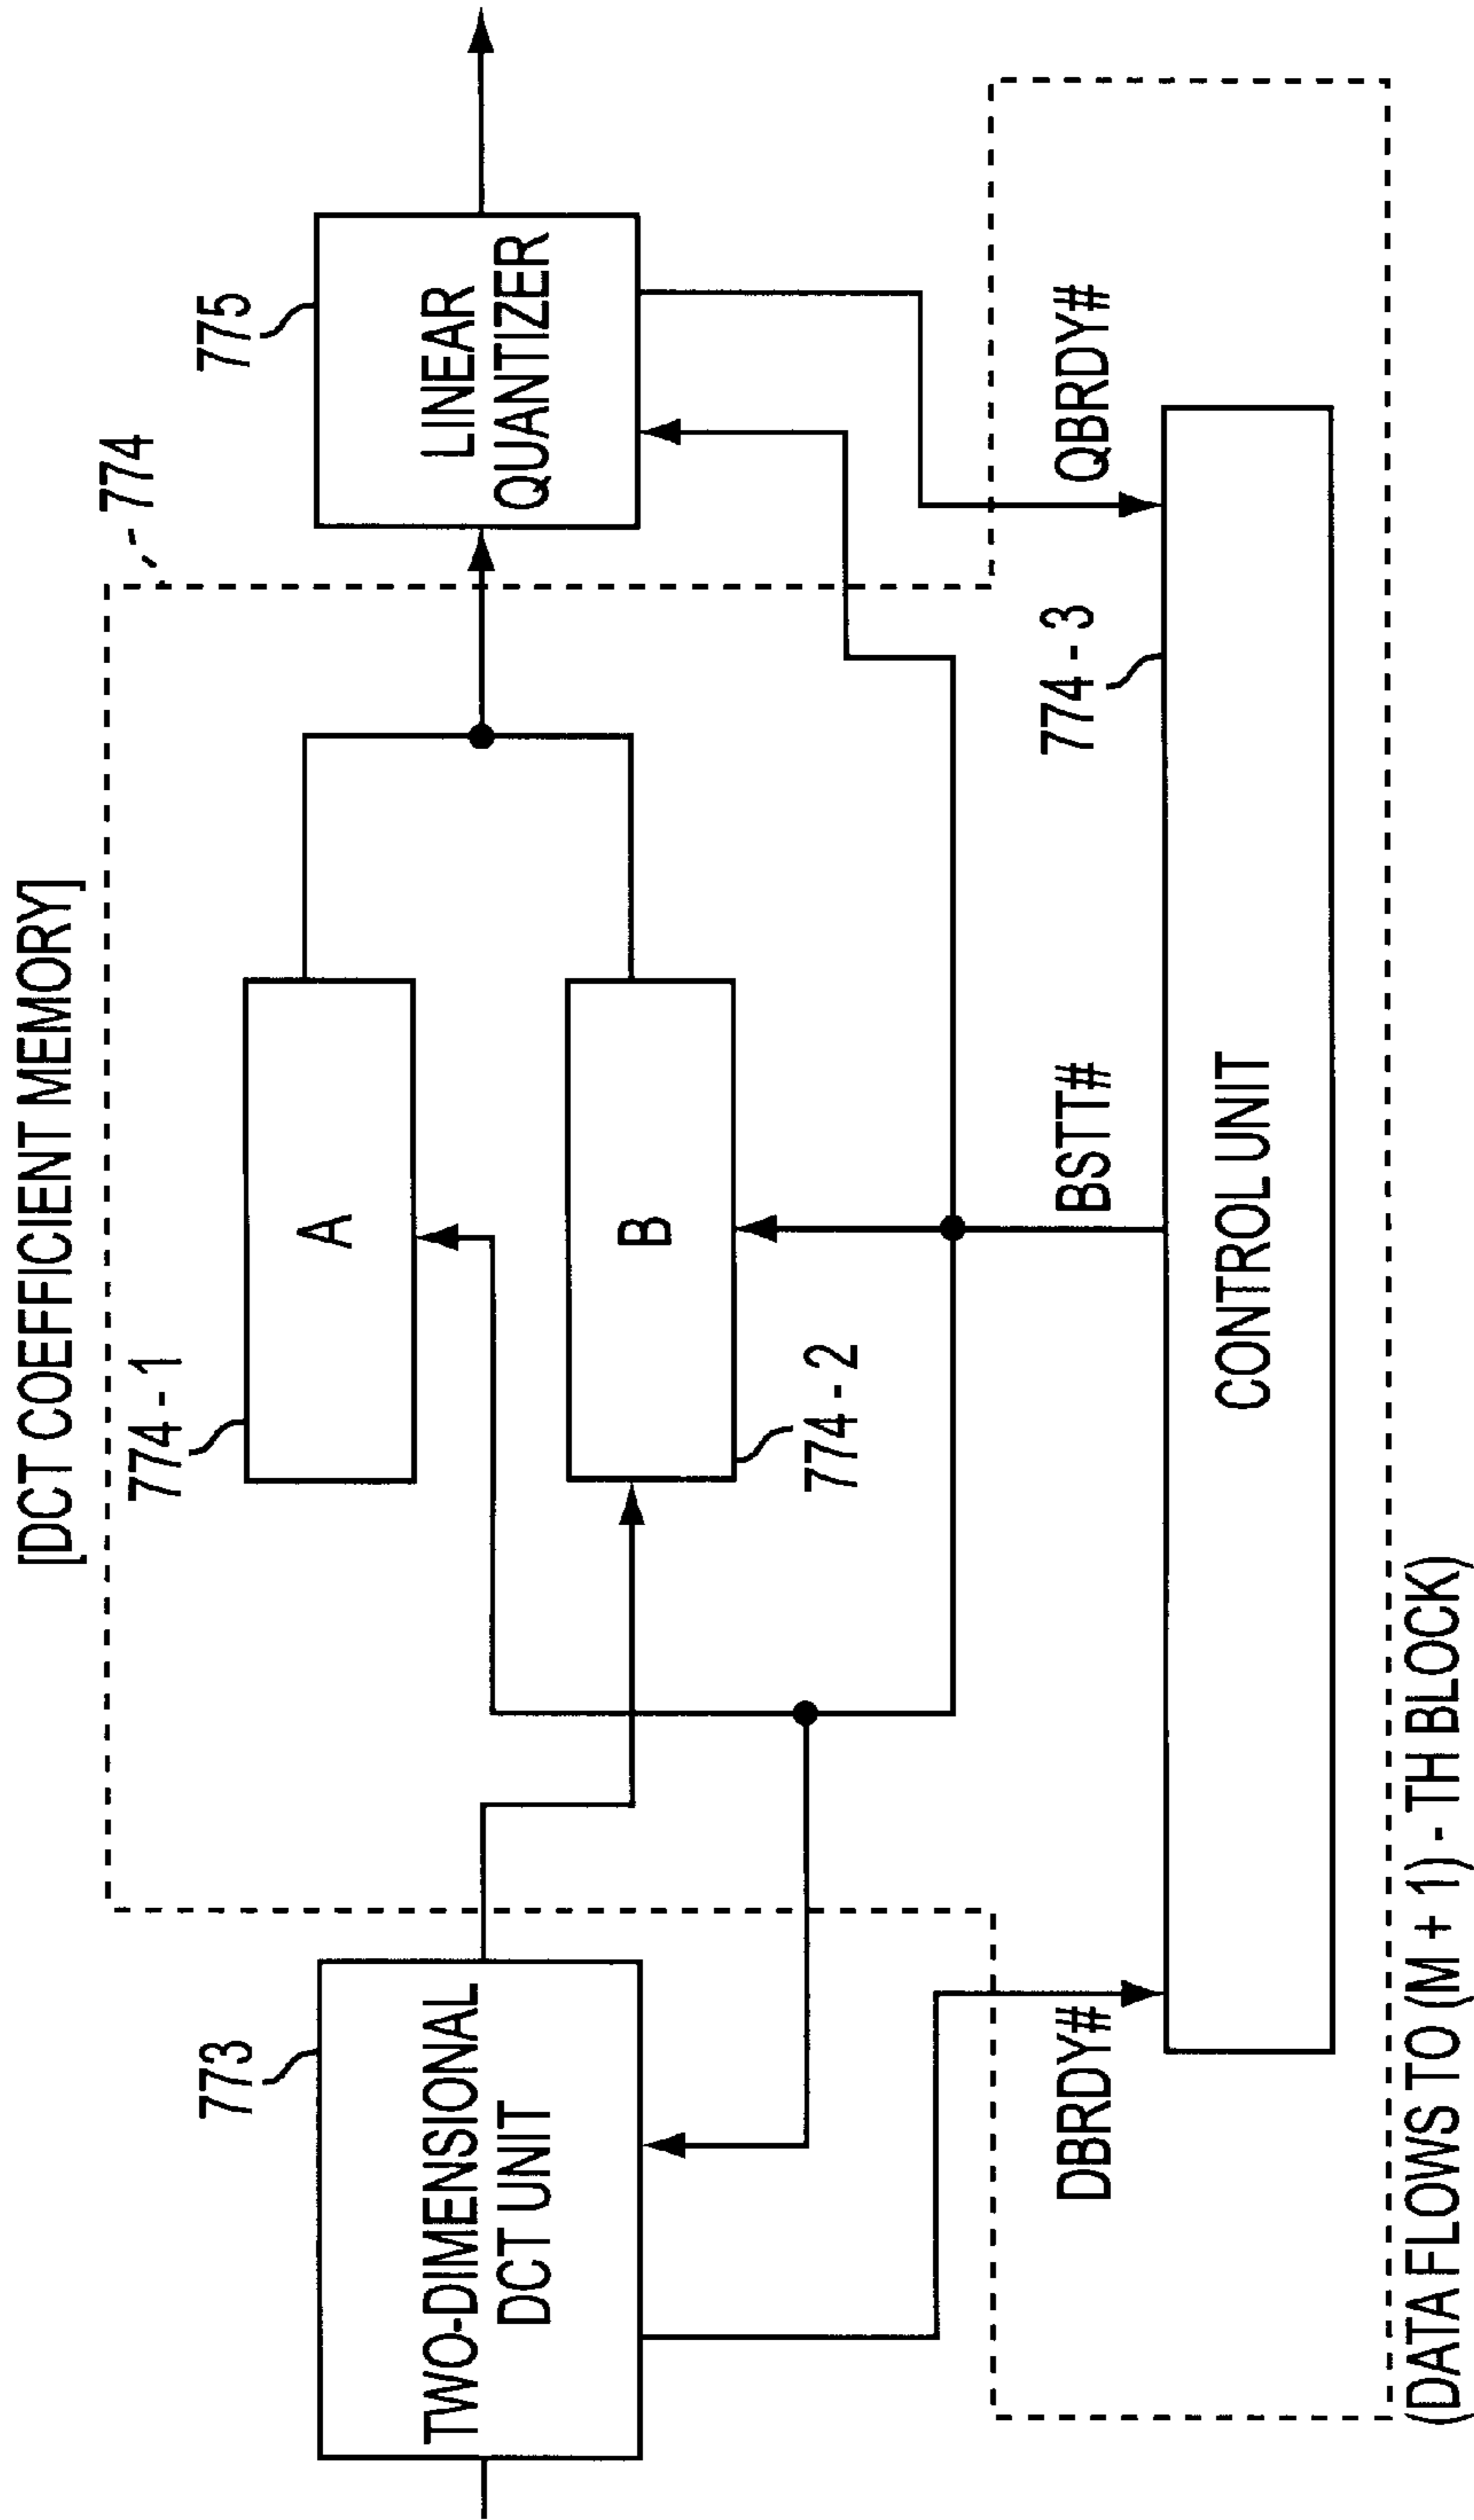 [DCT COEFFICIENT MEMORY]
774
773
774-1
775
TWO-DIMENSIONAL
DCT UNIT
A
LINEAR
QUANTIZER
B
774-2
DBRDY#
BSTT#
774-3
QBRDY#
CONTROL UNIT
(DATA FLOWS TO (M + 1) - TH BLOCK)